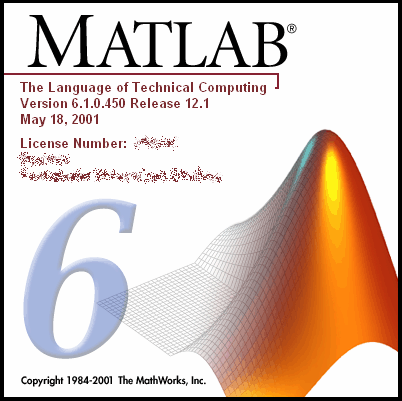 MATLAB®
The Language of Technical Computing
Version 6.1.0.450 Release 12.1
May 18, 2001
License Number:
6
Copyright 1984-2001 The MathWorks, Inc.